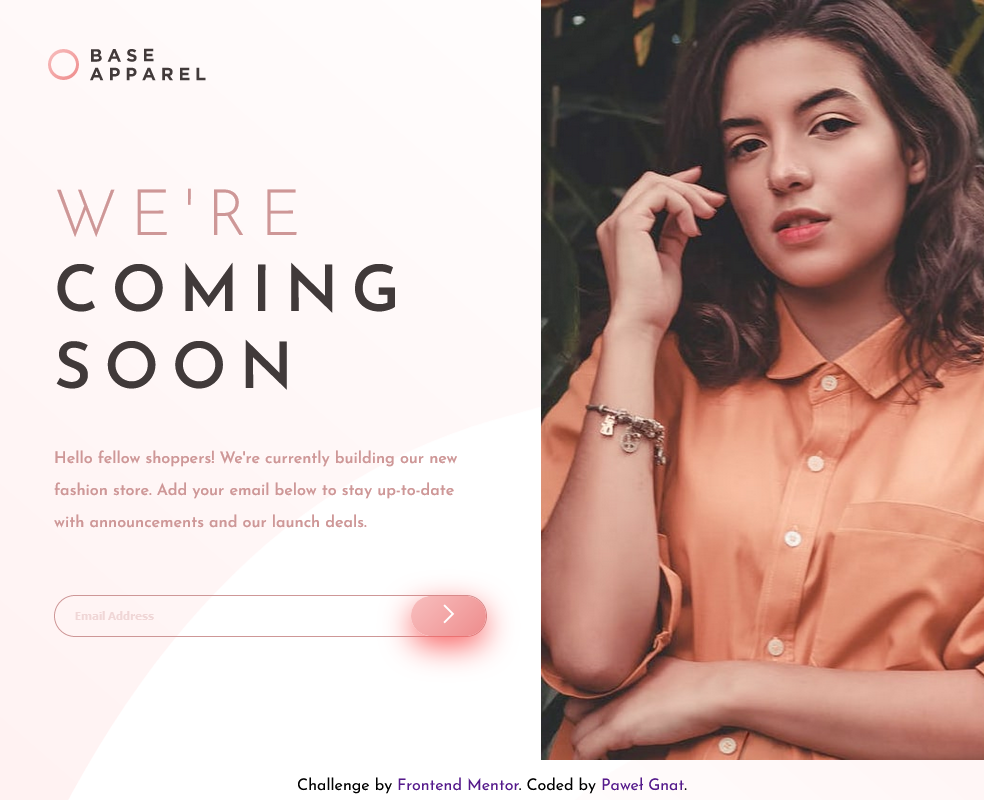 BASE
APPAREL
WE'RE
COMING
SOON
Hello fellow shoppers! We're currently building our new
fashion store. Add your email below to stay up-to-date
with announcements and our launch deals.
Email Address
Challenge by Frontend Mentor. Coded by Paweł Gnat.